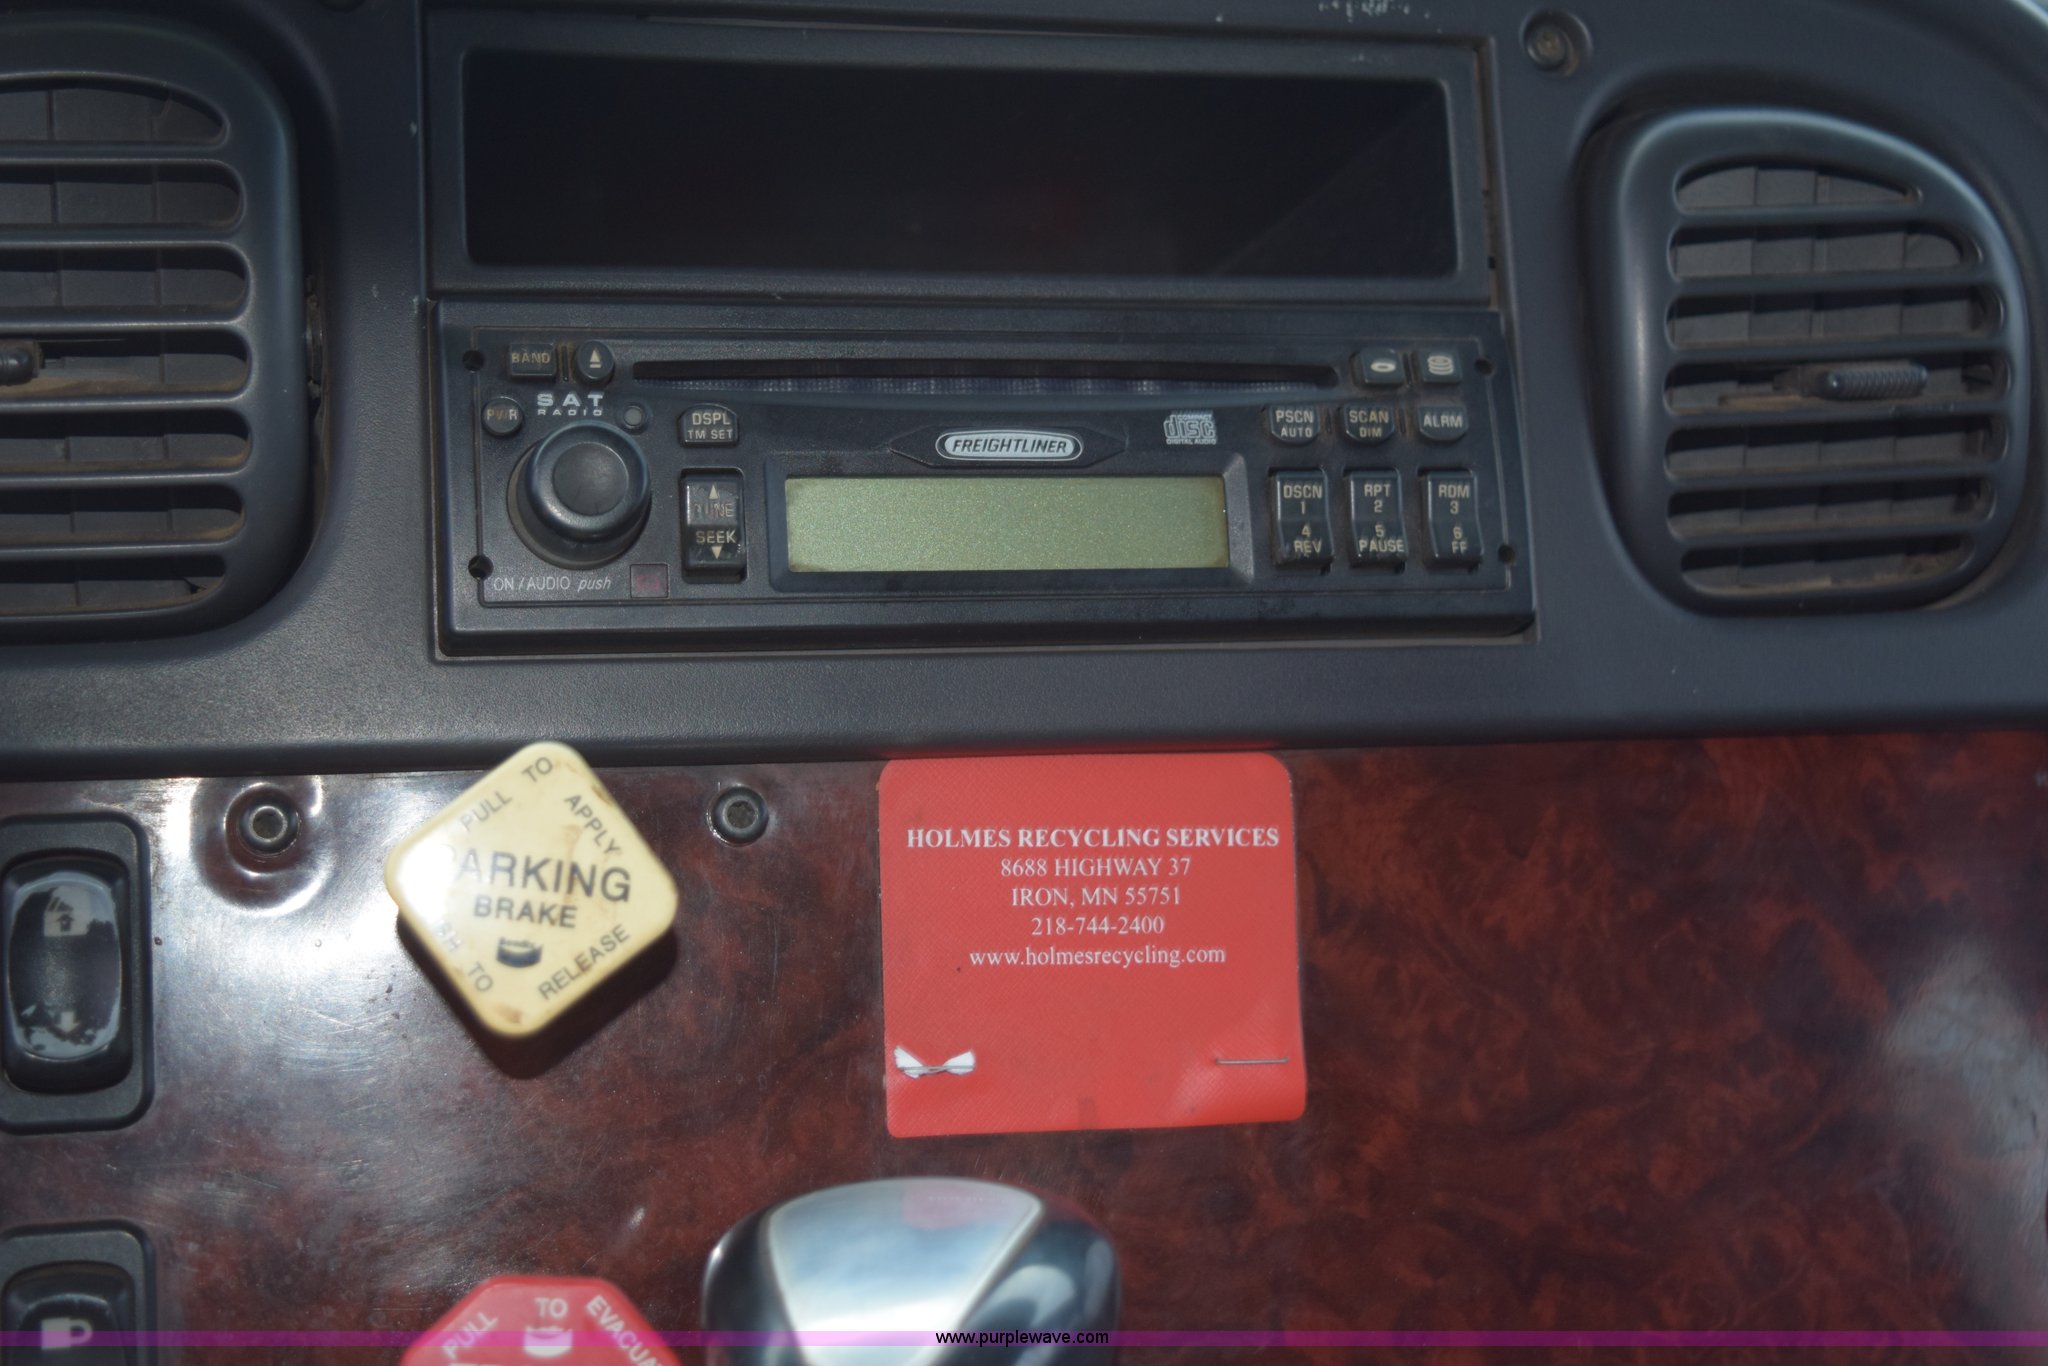 BAND
SAT
RADIO
PWR
DSPL
TM SET
FREIGHTLINER
COMPACT
disc
DIGITAL AUDIO
PSCN
AUTO
SCAN
DIM
ALRM
TUNE
SEEK
DSCN
1
4
REV
RPT
2
5
PAUSE
RDM
3
6
FF
ON / AUDIO push
PULL TO APPLY
PARKING
BRAKE
TO RELEASE
HOLMES RECYCLING SERVICES
8688 HIGHWAY 37
IRON, MN 55751
218-744-2400
www.holmesrecycling.com
PULL TO
www.purplewave.com